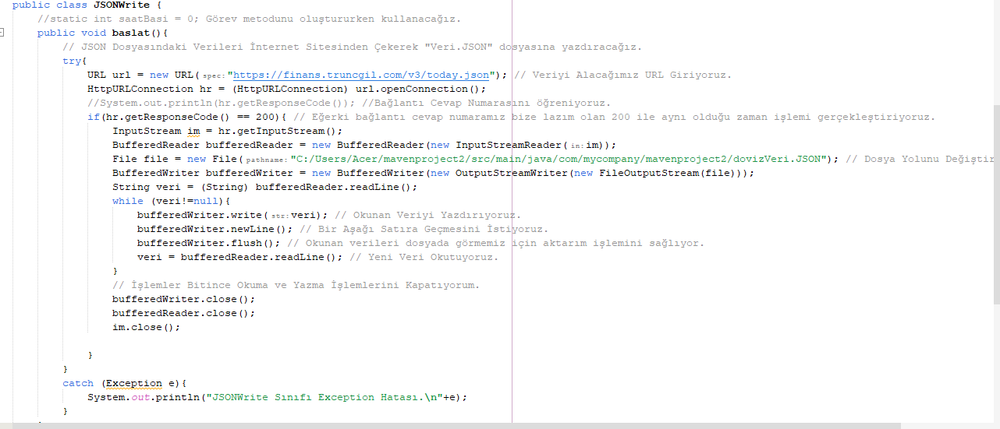 public class JSONWrite {
//static int saatBasi = 0; Görev metodunu oluştururken kullanacağız.
public void baslat(){
// JSON Dosyasındaki Verileri İnternet Sitesinden Çekerek "Veri.JSON" dosyasına yazdıracağız.
try{
URL url = new URL( spec: "https://finans.truncgil.com/v3/today.json"); // Veriyi Alacağımız URL Giriyoruz.
HttpURLConnection hr = (HttpURLConnection) url.openConnection();
//System.out.println(hr.getResponseCode()); //Bağlantı Cevap Numarasını öğreniyoruz.
if(hr.getResponseCode() == 200){ // Eğerki bağlantı cevap numaramız bize lazım olan 200 ile aynı olduğu zaman işlemi gerçekleştiriyoruz.
InputStream im = hr.getInputStream();
BufferedReader bufferedReader = new BufferedReader(new InputStreamReader( in: im));
File file = new File( pathname: "C:/Users/Acer/mavenproject2/src/main/java/com/mycompany/mavenproject2/dovizVeri.JSON"); // Dosya Yolunu Değiştir
BufferedWriter bufferedWriter = new BufferedWriter(new OutputStreamWriter(new FileOutputStream(file)));
String veri = (String) bufferedReader.readLine();
while (veri!=null){
bufferedWriter.write( str: veri); // Okunan Veriyi Yazdırıyoruz.
bufferedWriter.newLine(); // Bir Aşağı Satıra Geçmesini İstiyoruz.
bufferedWriter.flush(); // Okunan verileri dosyada görmemiz için aktarım işlemini sağlıyor.
veri = bufferedReader.readLine(); // Yeni Veri Okutuyoruz.
}
// İşlemler Bitince Okuma ve Yazma İşlemlerini Kapatıyorum.
bufferedWriter.close();
bufferedReader.close();
im.close();
}
}
catch (Exception e){
System.out.println("JSONWrite Sınıfı Exception Hatası.\n"+e);
}